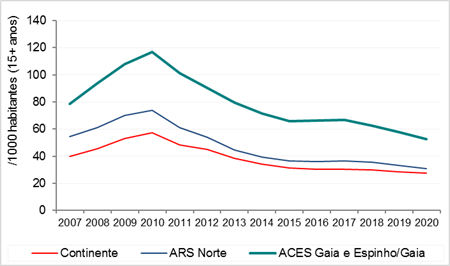 /1000 habitantes (15+ anos)
140
120
100
80
60
40
20
0
2007 2008 2009 2010 2011 2012 2013 2014 2015 2016 2017 2018 2019 2020
Continente ARS Norte ACES Gaia e Espinho/Gaia